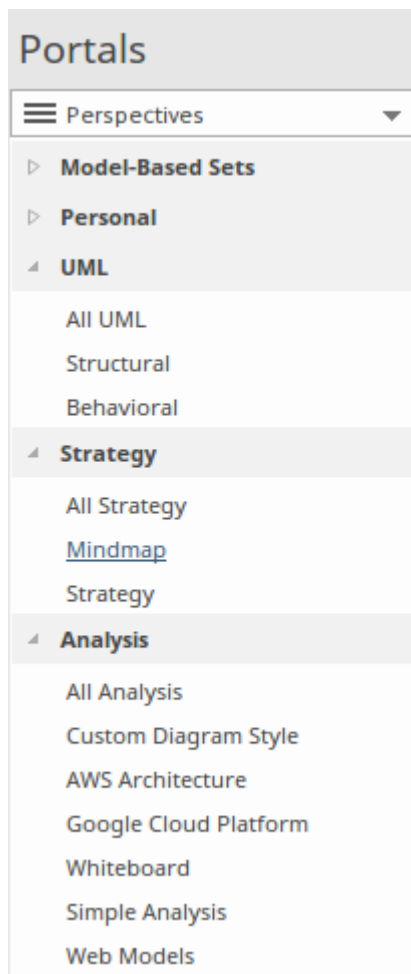 Portals
Perspectives
Model-Based Sets
Personal
UML
All UML
Structural
Behavioral
Strategy
All Strategy
Mindmap
Strategy
Analysis
All Analysis
Custom Diagram Style
AWS Architecture
Google Cloud Platform
Whiteboard
Simple Analysis
Web Models